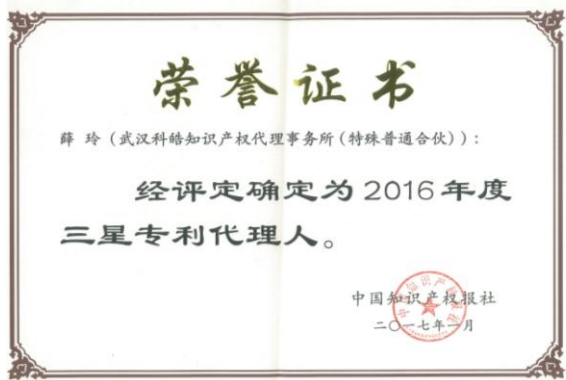 荣誉证书
薛 玲（武汉科皓知识产权代理事务所（特殊普通合伙））：
经评定确定为2016年度
三星专利代理人。
中国知识产权报社
二〇一七年一月